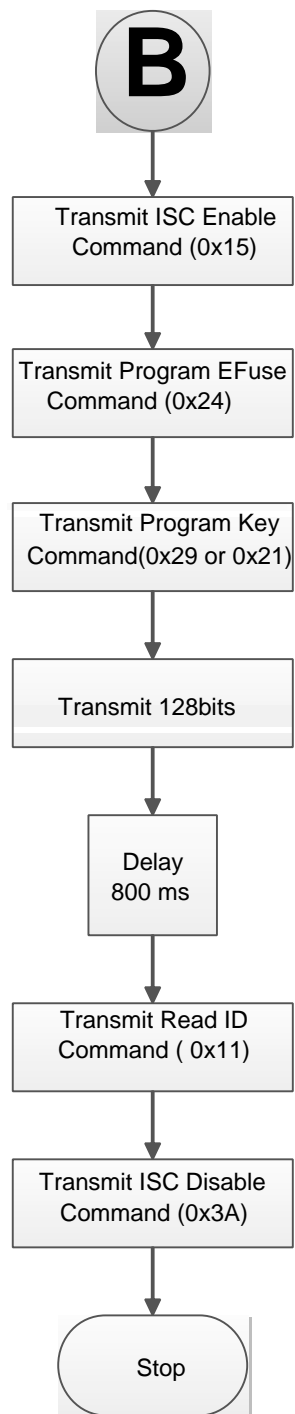 B
Transmit ISC Enable
Command (0x15)
Transmit Program EFuse
Command (0x24)
Transmit Program Key
Command(0x29 or 0x21)
Transmit 128bits
Delay
800 ms
Transmit Read ID
Command ( 0x11)
Transmit ISC Disable
Command (0x3A)
Stop